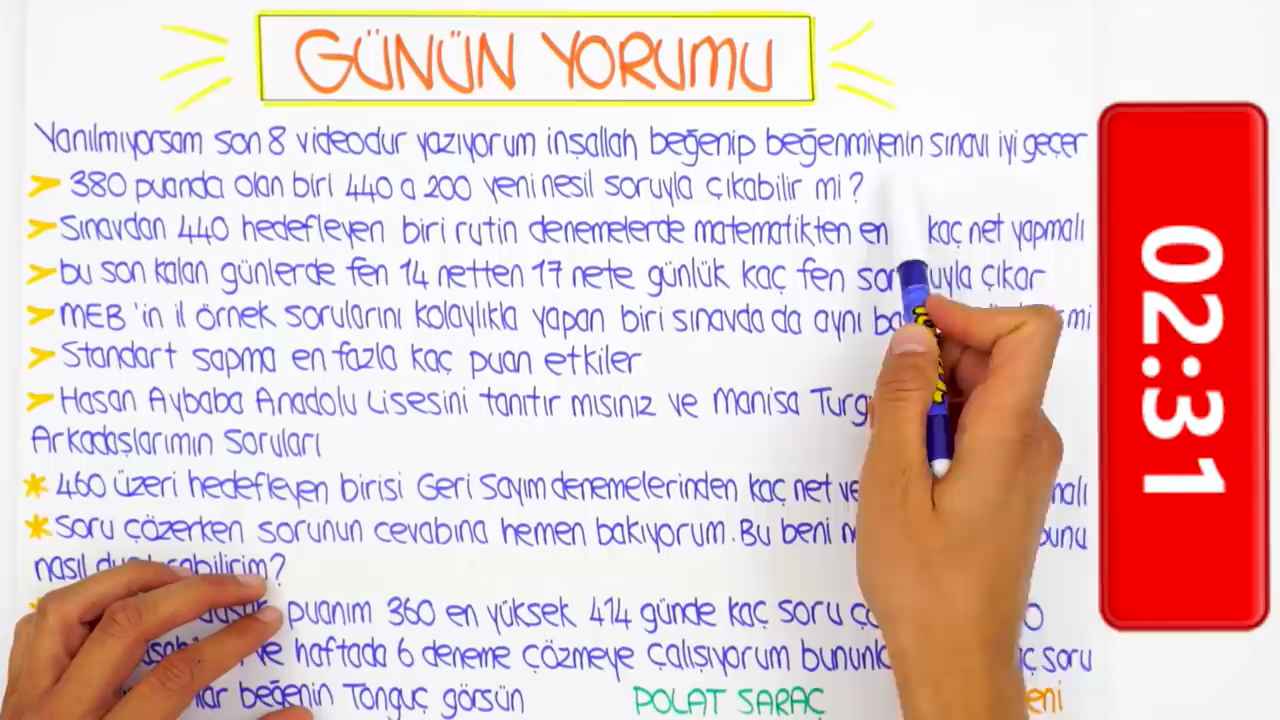 GÜNÜN YORUMU
Yanılmıyorsam son 8 videodur yazıyorum inşallah beğenip beğenmiyenin sınavı iyi geçer
➤ 380 puanda olan biri 440 a 200 yeni nesil soruyla çıkabilir mi?
➤ Sınavdan 440 hedefleyen biri rutin denemelerde matematikten en kaç net yapmalı
➤ bu son kalan günlerde fen 14 netten 17 nete günlük kaç fen çıkar
➤ MEB'in il örnek sorularını kolaylıkla yapan biri sınavda da aynı
➤ Standart sapma en fazla kaç puan etkiler
➤ Hasan Aybaba Anadolu Lisesini tanıtır mısınız ve Manisa
Arkadaşlarımın Soruları
* 460 üzeri hedefleyen birisi Geri Sayım denemelerinden kaç net
* Soru çözerken sorunun cevabına hemen bakıyorum. Bu beni
nasıl
puanım 360 en yüksek 414 günde kaç soru
ve haftada 6 deneme çözmeye çalışıyorum soru
beğenin Tonguç görsün POLAT SARAÇ
02:31